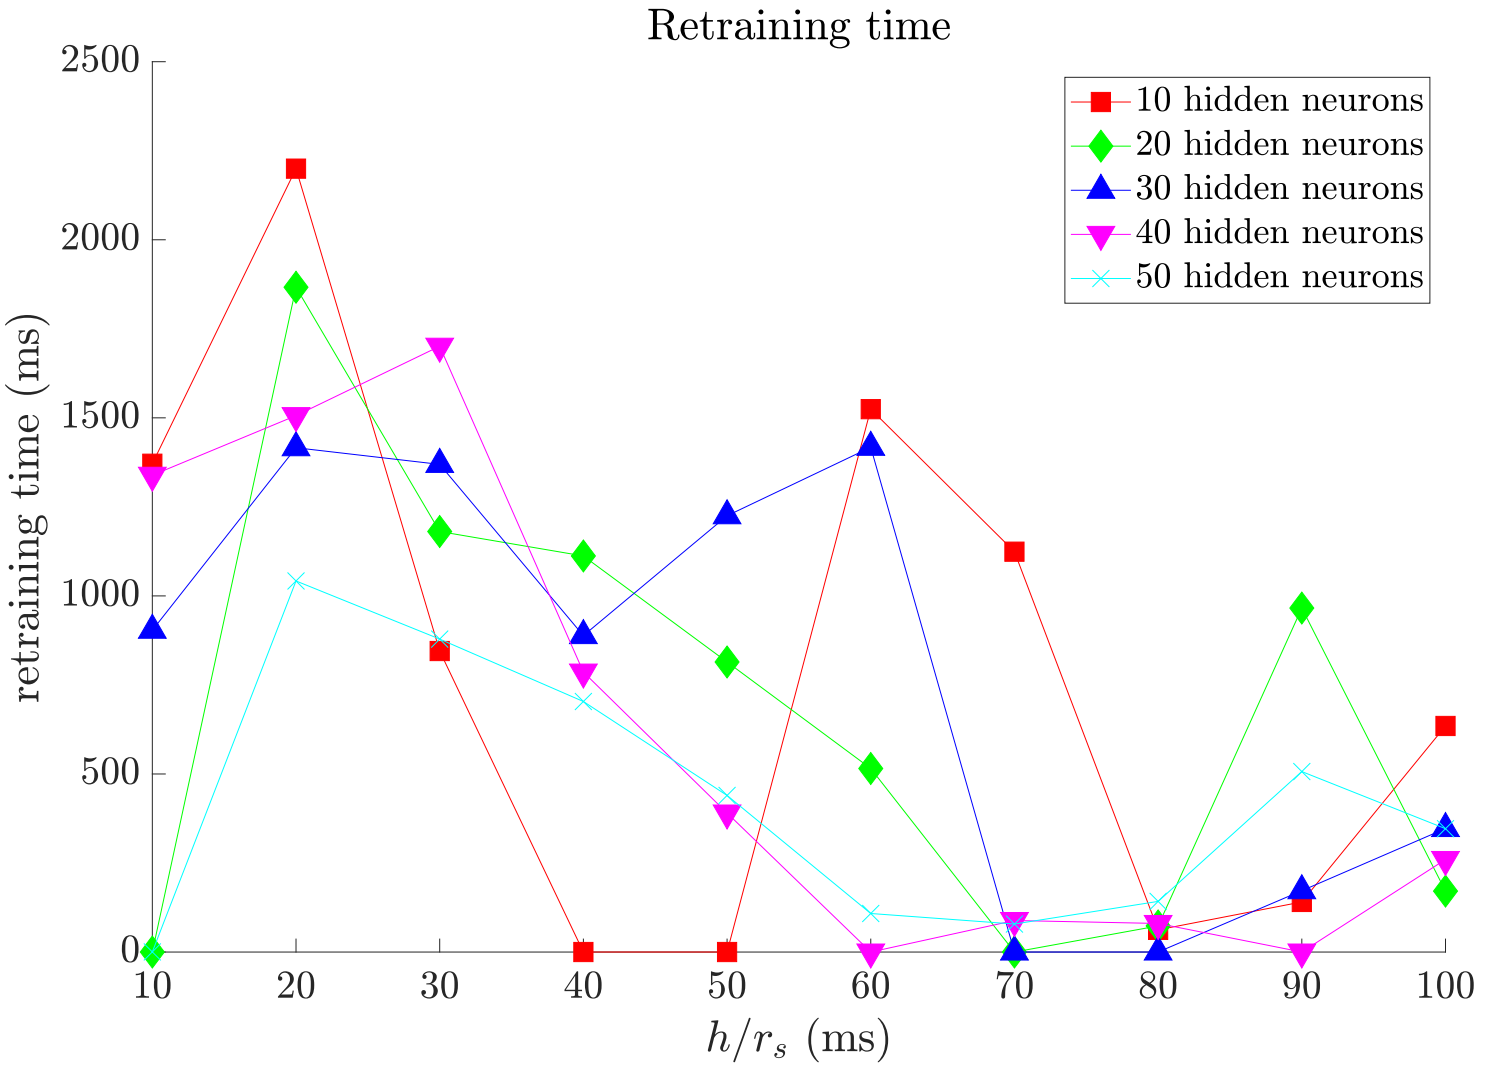 Retraining time
2500
2000
1500
1000
500
0
retraining time (ms)
10 hidden neurons
20 hidden neurons
30 hidden neurons
40 hidden neurons
50 hidden neurons
10 20 30 40 50 60 70 80 90 100
h/r_s (ms)